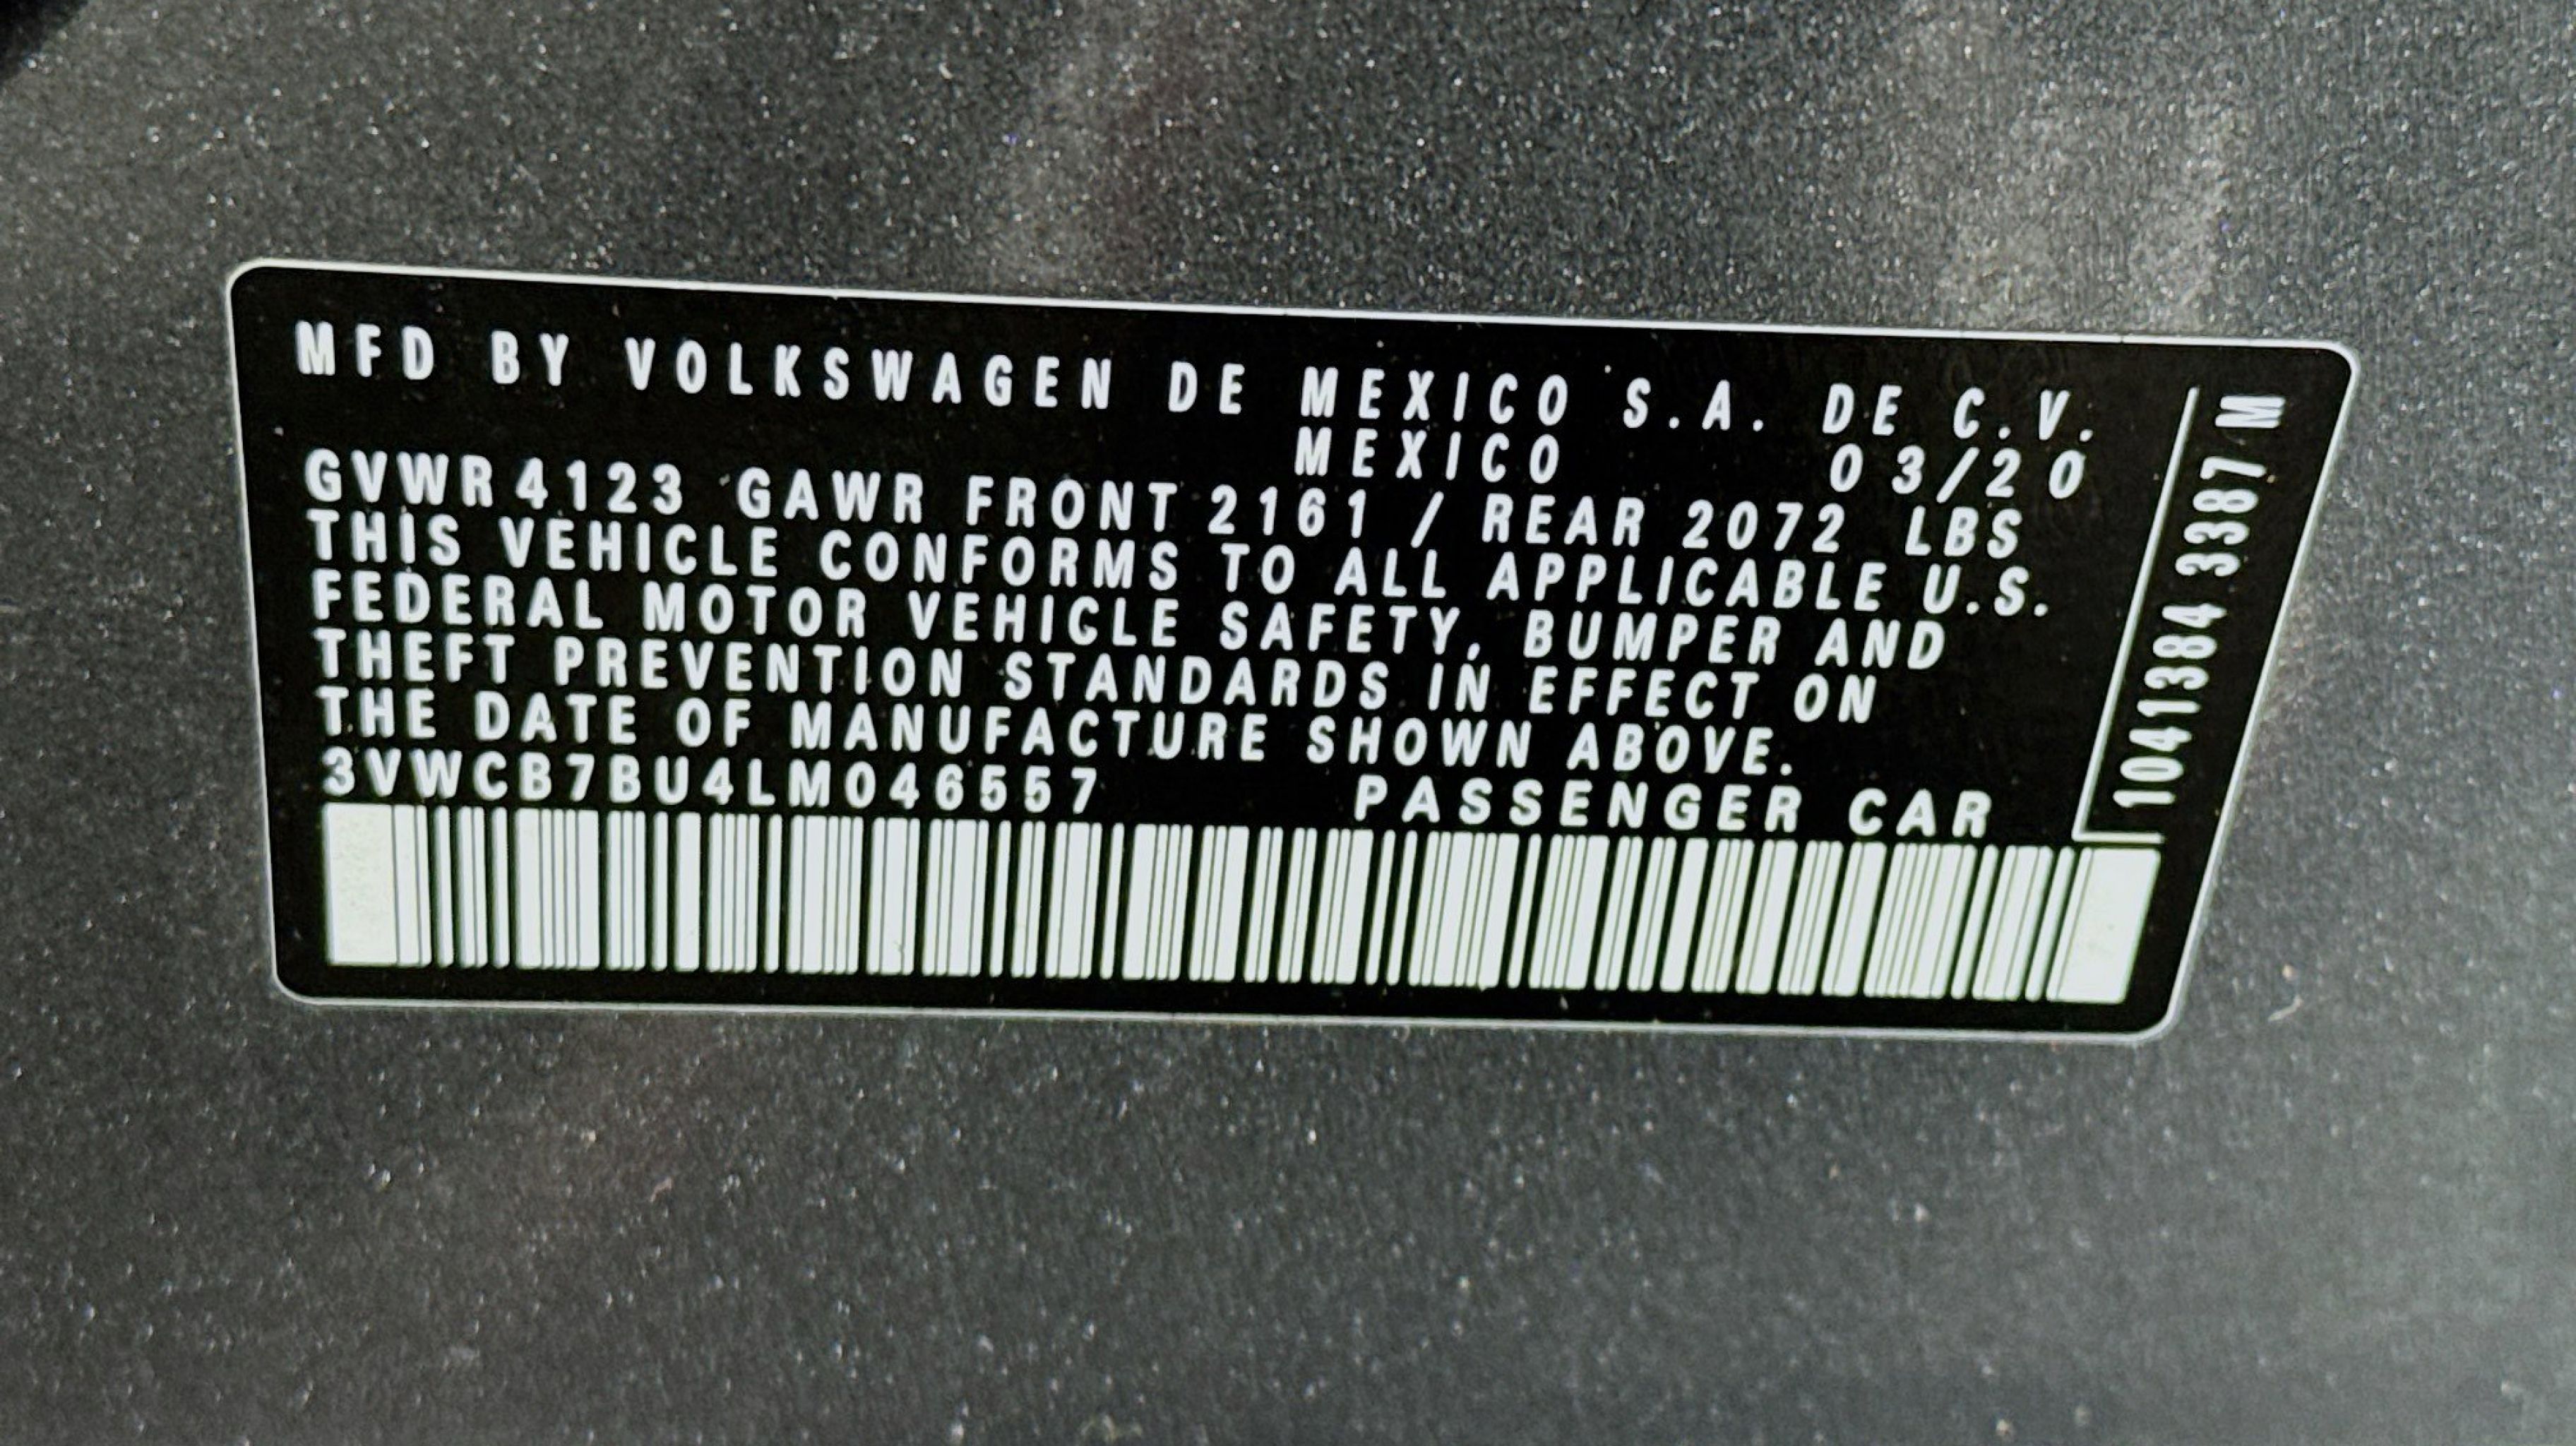 MFD BY VOLKSWAGEN DE MEXICO S.A. DE C.V.
MEXICO 03/20
GVWR 4123 GAWR FRONT 2161 / REAR 2072 LBS
THIS VEHICLE CONFORMS TO ALL APPLICABLE U.S.
FEDERAL MOTOR VEHICLE SAFETY, BUMPER AND
THEFT PREVENTION STANDARDS IN EFFECT ON
THE DATE OF MANUFACTURE SHOWN ABOVE.
3VWCB7BU4LM046557 PASSENGER CAR
1041384 3387 M